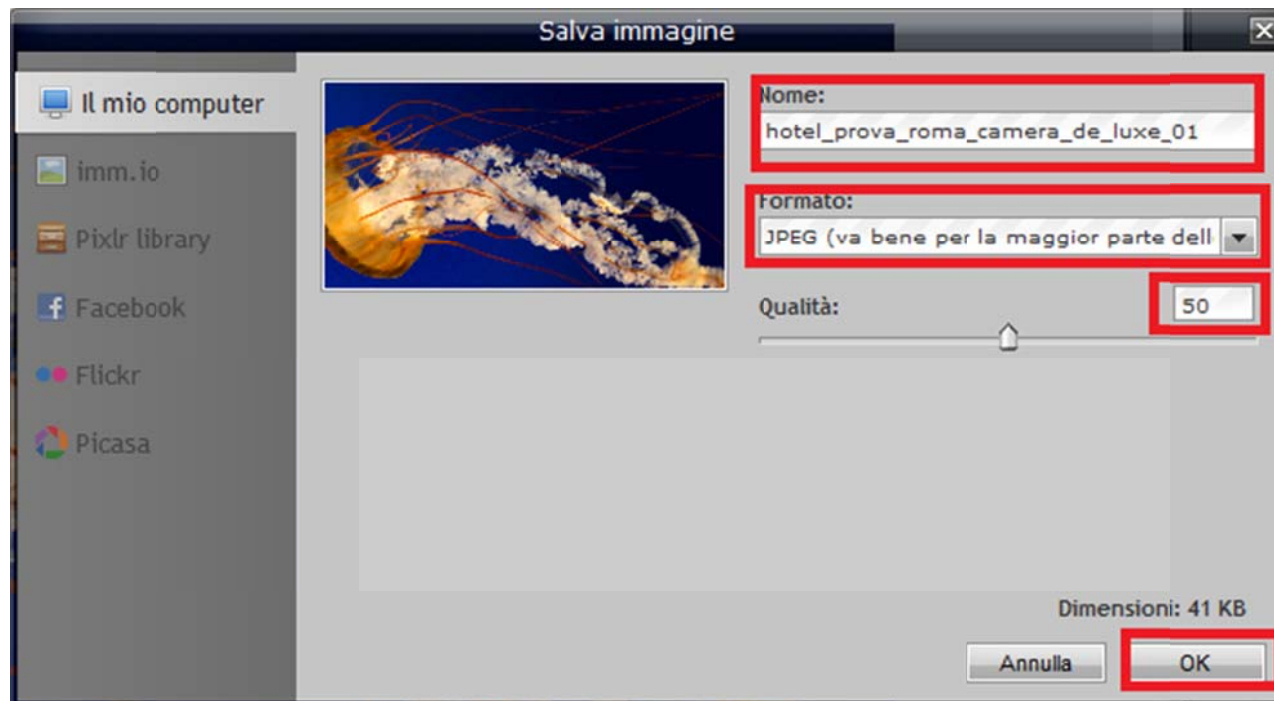 Salva immagine
Il mio computer
imm.io
Pixlr library
Facebook
Flickr
Picasa
Nome:
hotel_prova_roma_camera_de_luxe_01
Formato:
JPEG (va bene per la maggior parte dell
Qualità:
50
Dimensioni: 41 KB
Annulla
OK